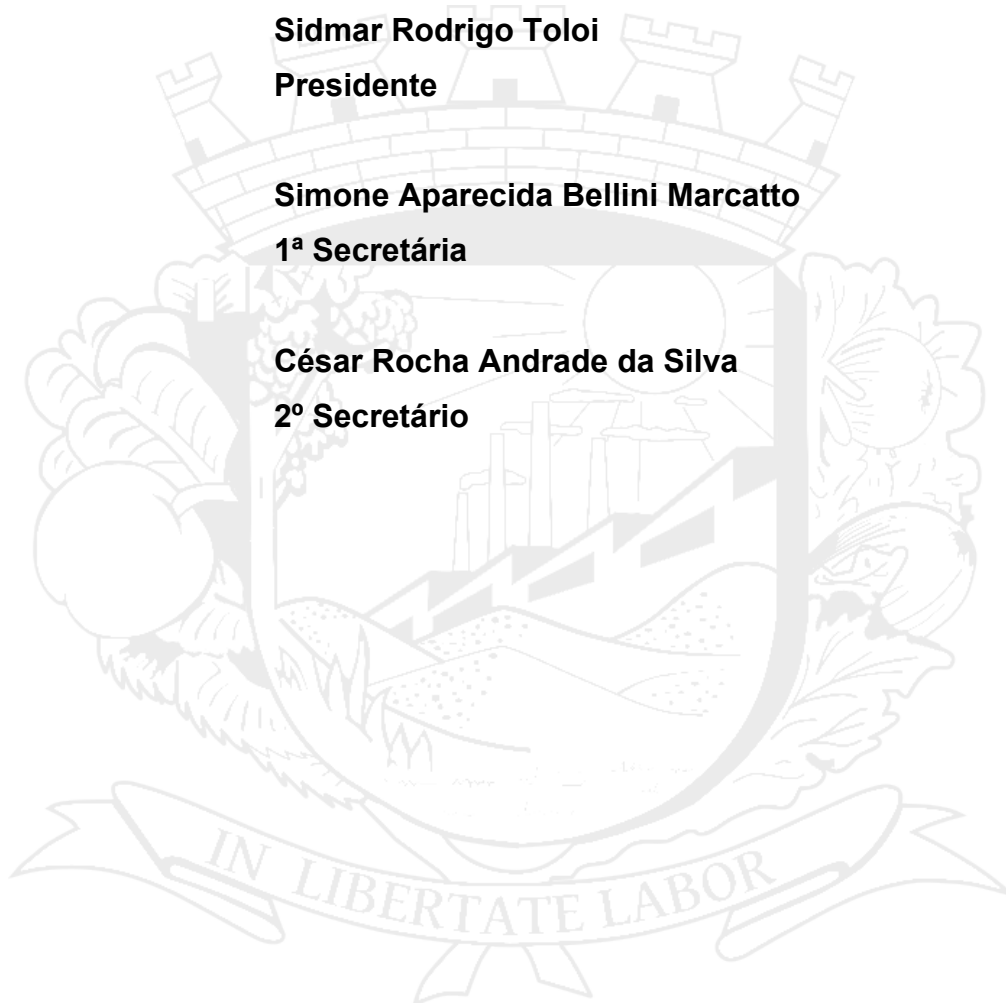 Sidmar Rodrigo Toloi
Presidente
Simone Aparecida Bellini Marcatto
1ª Secretária
César Rocha Andrade da Silva
2º Secretário
IN LIBERTATE LABOR